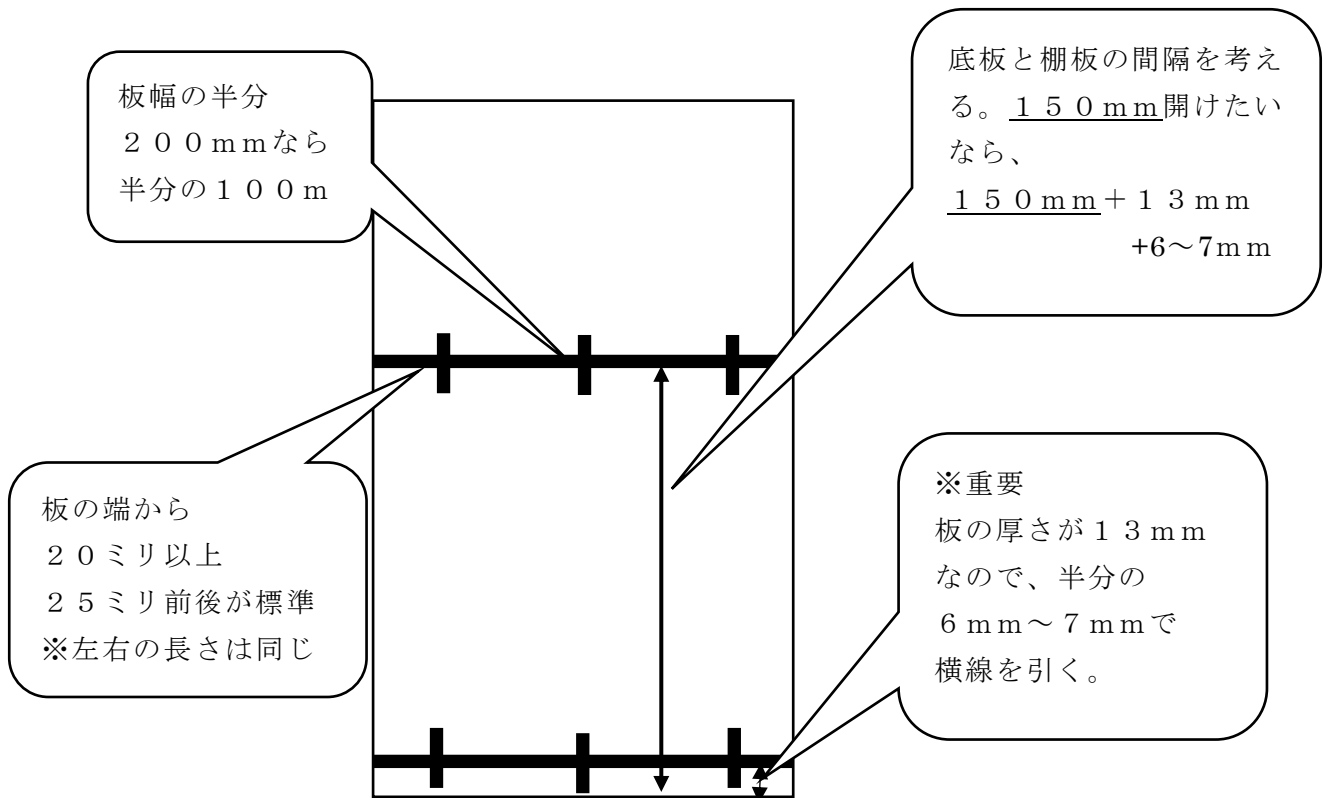 板幅の半分
２００ｍｍなら
半分の１００ｍ
底板と棚板の間隔を考え
る。１５０ｍｍ開けたい
なら、
１５０ｍｍ＋１３ｍｍ
+6～7ｍｍ
板の端から
２０ミリ以上
２５ミリ前後が標準
※左右の長さは同じ
※重要
板の厚さが１３ｍｍ
なので、半分の
６ｍｍ～７ｍｍで
横線を引く。